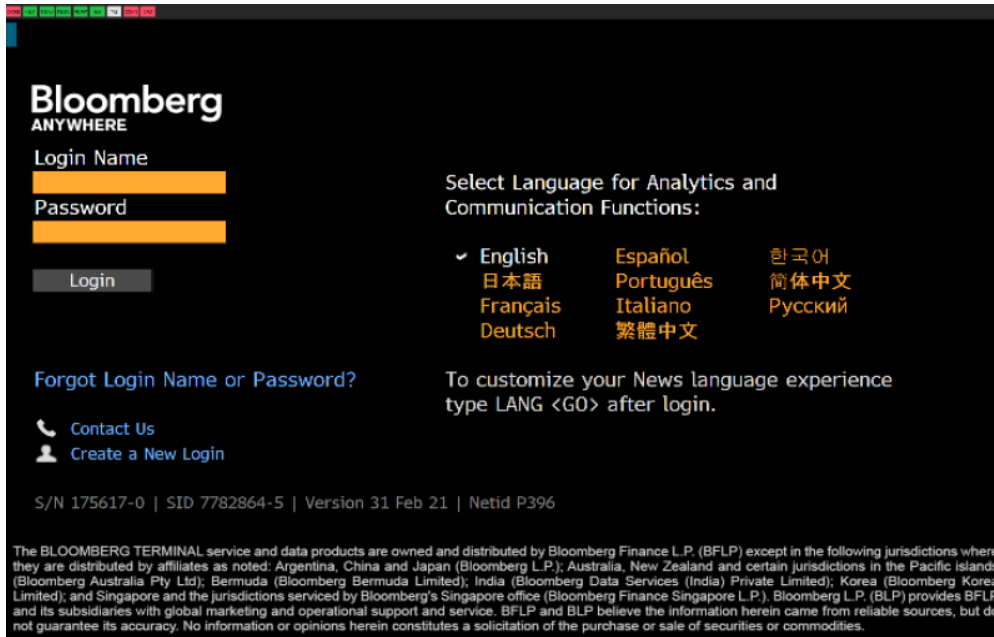 Bloomberg
ANYWHERE
Login Name
Password
Login
Select Language for Analytics and
Communication Functions:
English Español 한국어
日本語 Português 简体中文
Français Italiano Русский
Deutsch 繁體中文
Forgot Login Name or Password?
To customize your News language experience
type LANG <GO> after login.
Contact Us
Create a New Login
S/N 175617-0 | SID 7782864-5 | Version 31 Feb 21 | Netid P396
The BLOOMBERG TERMINAL service and data products are owned and distributed by Bloomberg Finance L.P. (BFLP) except in the following jurisdictions where
they are distributed by affiliates as noted: Argentina, China and Japan (Bloomberg L.P.); Australia, New Zealand and certain jurisdictions in the Pacific islands
(Bloomberg Australia Pty Ltd); Bermuda (Bloomberg Bermuda Limited); India (Bloomberg Data Services (India) Private Limited); Korea (Bloomberg Korea
Limited); and Singapore and the jurisdictions serviced by Bloomberg's Singapore office (Bloomberg Finance Singapore L.P.). Bloomberg L.P. (BLP) provides BFLP
and its subsidiaries with global marketing and operational support and service. BFLP and BLP believe the information herein came from reliable sources, but do
not guarantee its accuracy. No information or opinions herein constitutes a solicitation of the purchase or sale of securities or commodities.